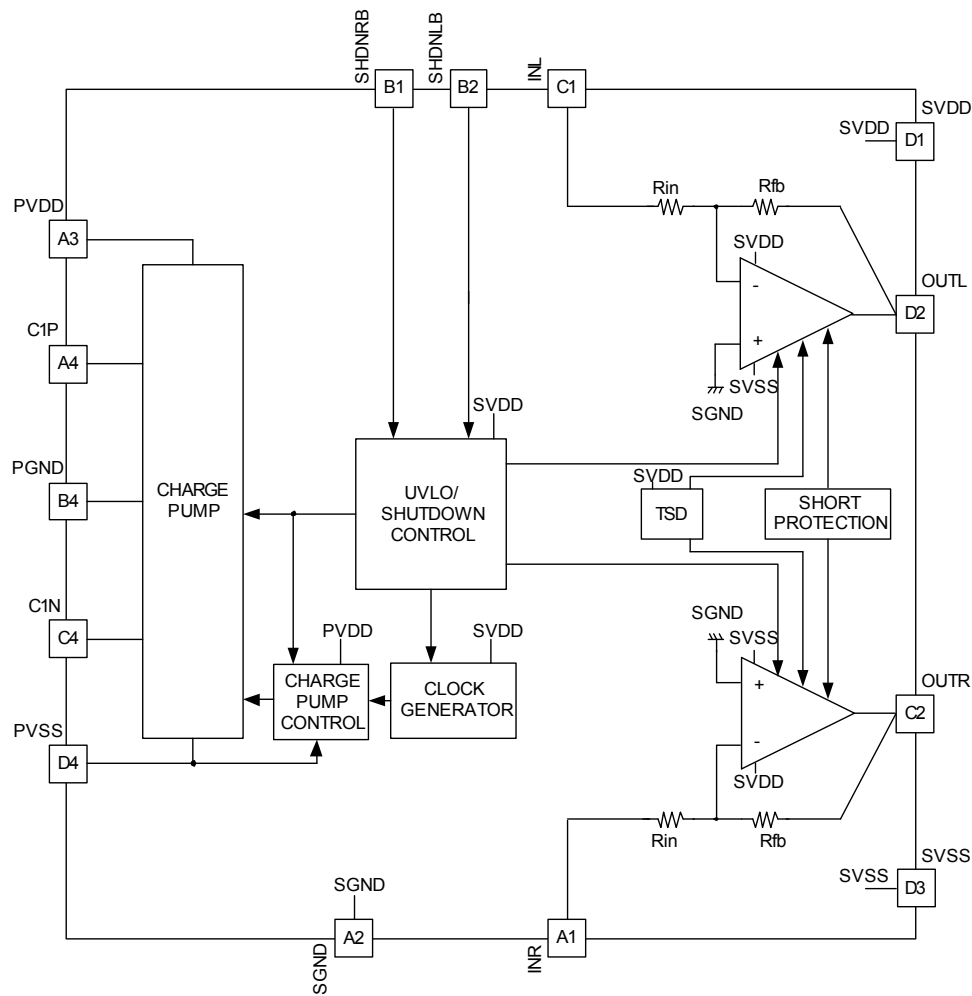 SHDNRB
SHDNLB
INL
B1
B2
C1
SVDD
SVDD
D1
PVDD
A3
Rin
Rfb
SVDD
-
+
SVSS
SGND
OUTL
D2
C1P
A4
SVDD
UVLO/
SHUTDOWN
CONTROL
SVDD
TSD
SHORT
PROTECTION
PGND
B4
CHARGE
PUMP
C1N
C4
PVDD
CHARGE
PUMP
CONTROL
SVDD
CLOCK
GENERATOR
SGND
SVSS
+
-
SVDD
OUTR
C2
PVSS
D4
Rin
Rfb
SVSS
SVSS
D3
SGND
A2
SGND
A1
INR